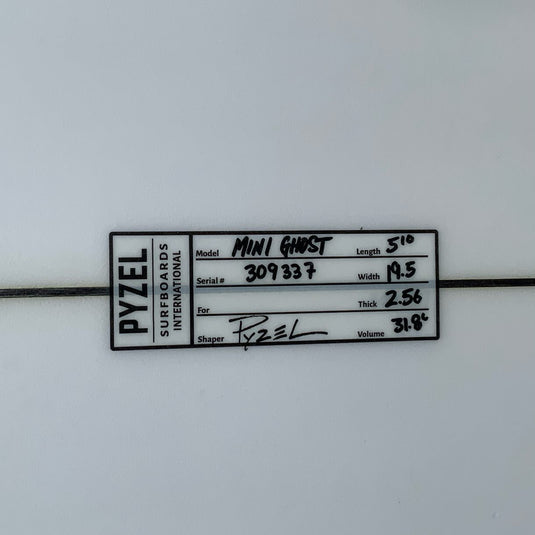 PYZEL
SURFBOARDS
INTERNATIONAL
Model MINI GHOST Length 5'10
Serial # 309337 Width 19.5
For Thick 2.56
Shaper PYZEL Volume 31.8L